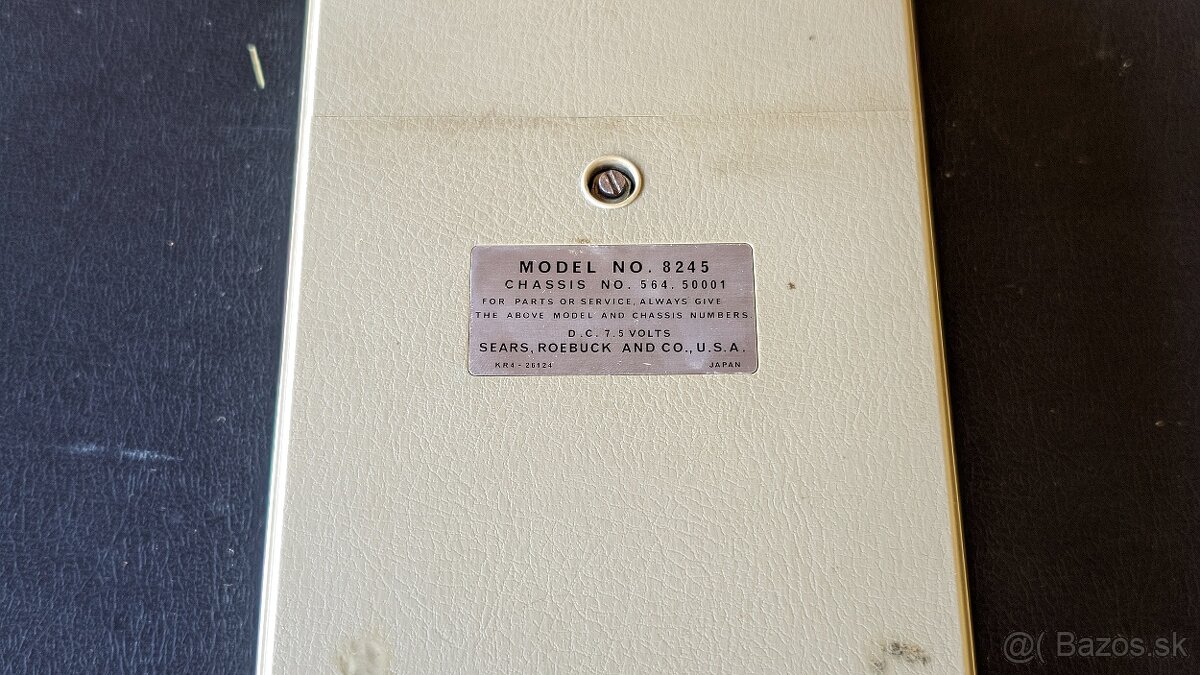 MODEL NO. 8245
CHASSIS NO. 564. 50001
FOR PARTS OR SERVICE, ALWAYS GIVE
THE ABOVE MODEL AND CHASSIS NUMBERS
D.C. 7.5 VOLTS
SEARS, ROEBUCK AND CO., U.S.A.
KR4-26124 JAPAN
@( Bazos.sk